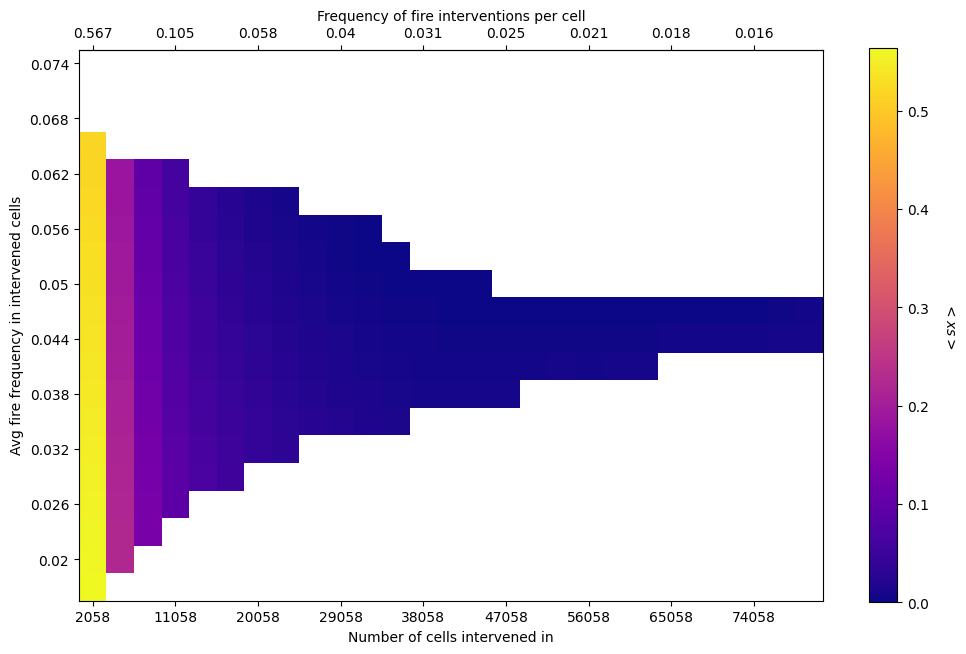 Frequency of fire interventions per cell
0.567 0.105 0.058 0.04 0.031 0.025 0.021 0.018 0.016
Avg fire frequency in intervened cells
0.074
0.068
0.062
0.056
0.05
0.044
0.038
0.032
0.026
0.02
2058 11058 20058 29058 38058 47058 56058 65058 74058
Number of cells intervened in
0.5
0.4
0.3
0.2
0.1
0.0
< sx >